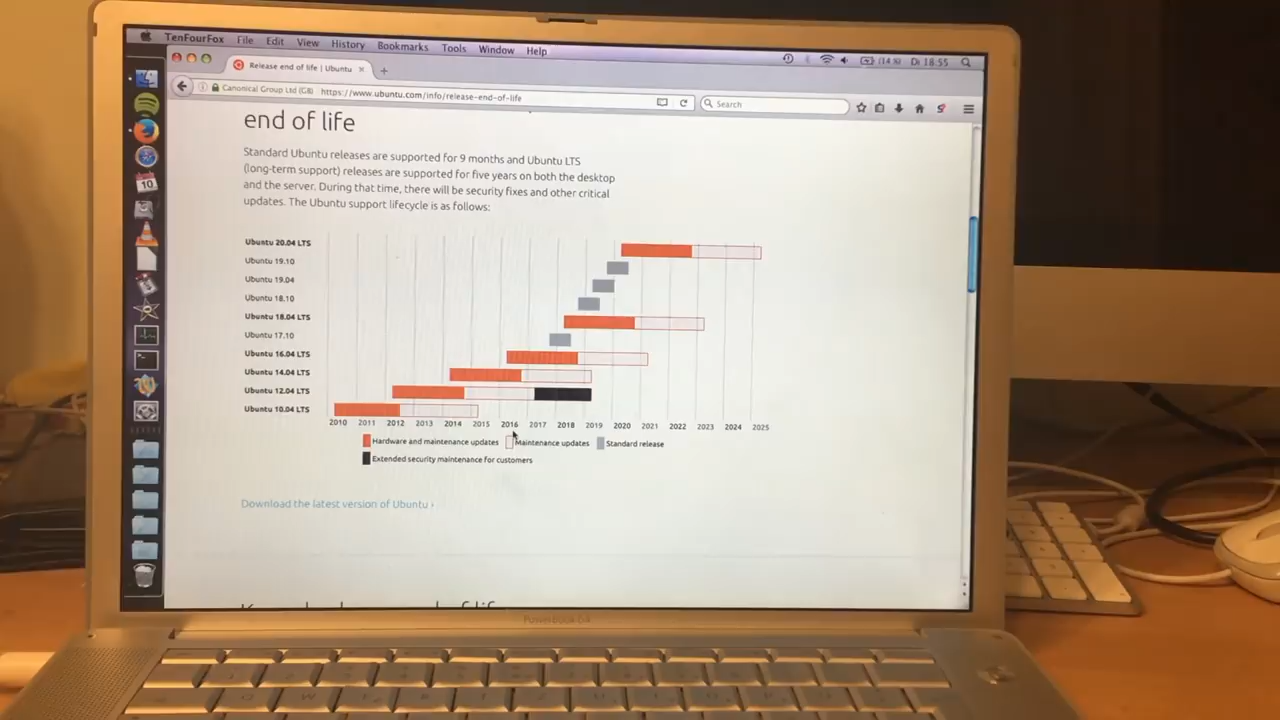 TenFourFox File Edit View History Bookmarks Tools Window Help
Di 18:55
Release end of life | Ubuntu
Canonical Group Ltd (GB) https://www.ubuntu.com/info/release-end-of-life
Search
end of life
Standard Ubuntu releases are supported for 9 months and Ubuntu LTS
(long-term support) releases are supported for five years on both the desktop
and the server. During that time, there will be security fixes and other critical
updates. The Ubuntu support lifecycle is as follows:
Ubuntu 20.04 LTS
Ubuntu 19.10
Ubuntu 19.04
Ubuntu 18.10
Ubuntu 18.04 LTS
Ubuntu 17.10
Ubuntu 16.04 LTS
Ubuntu 14.04 LTS
Ubuntu 12.04 LTS
Ubuntu 10.04 LTS
2010 2011 2012 2013 2014 2015 2016 2017 2018 2019 2020 2021 2022 2023 2024 2025
Hardware and maintenance updates Maintenance updates Standard release
Extended security maintenance for customers
Download the latest version of Ubuntu ›
PowerBook G4
10